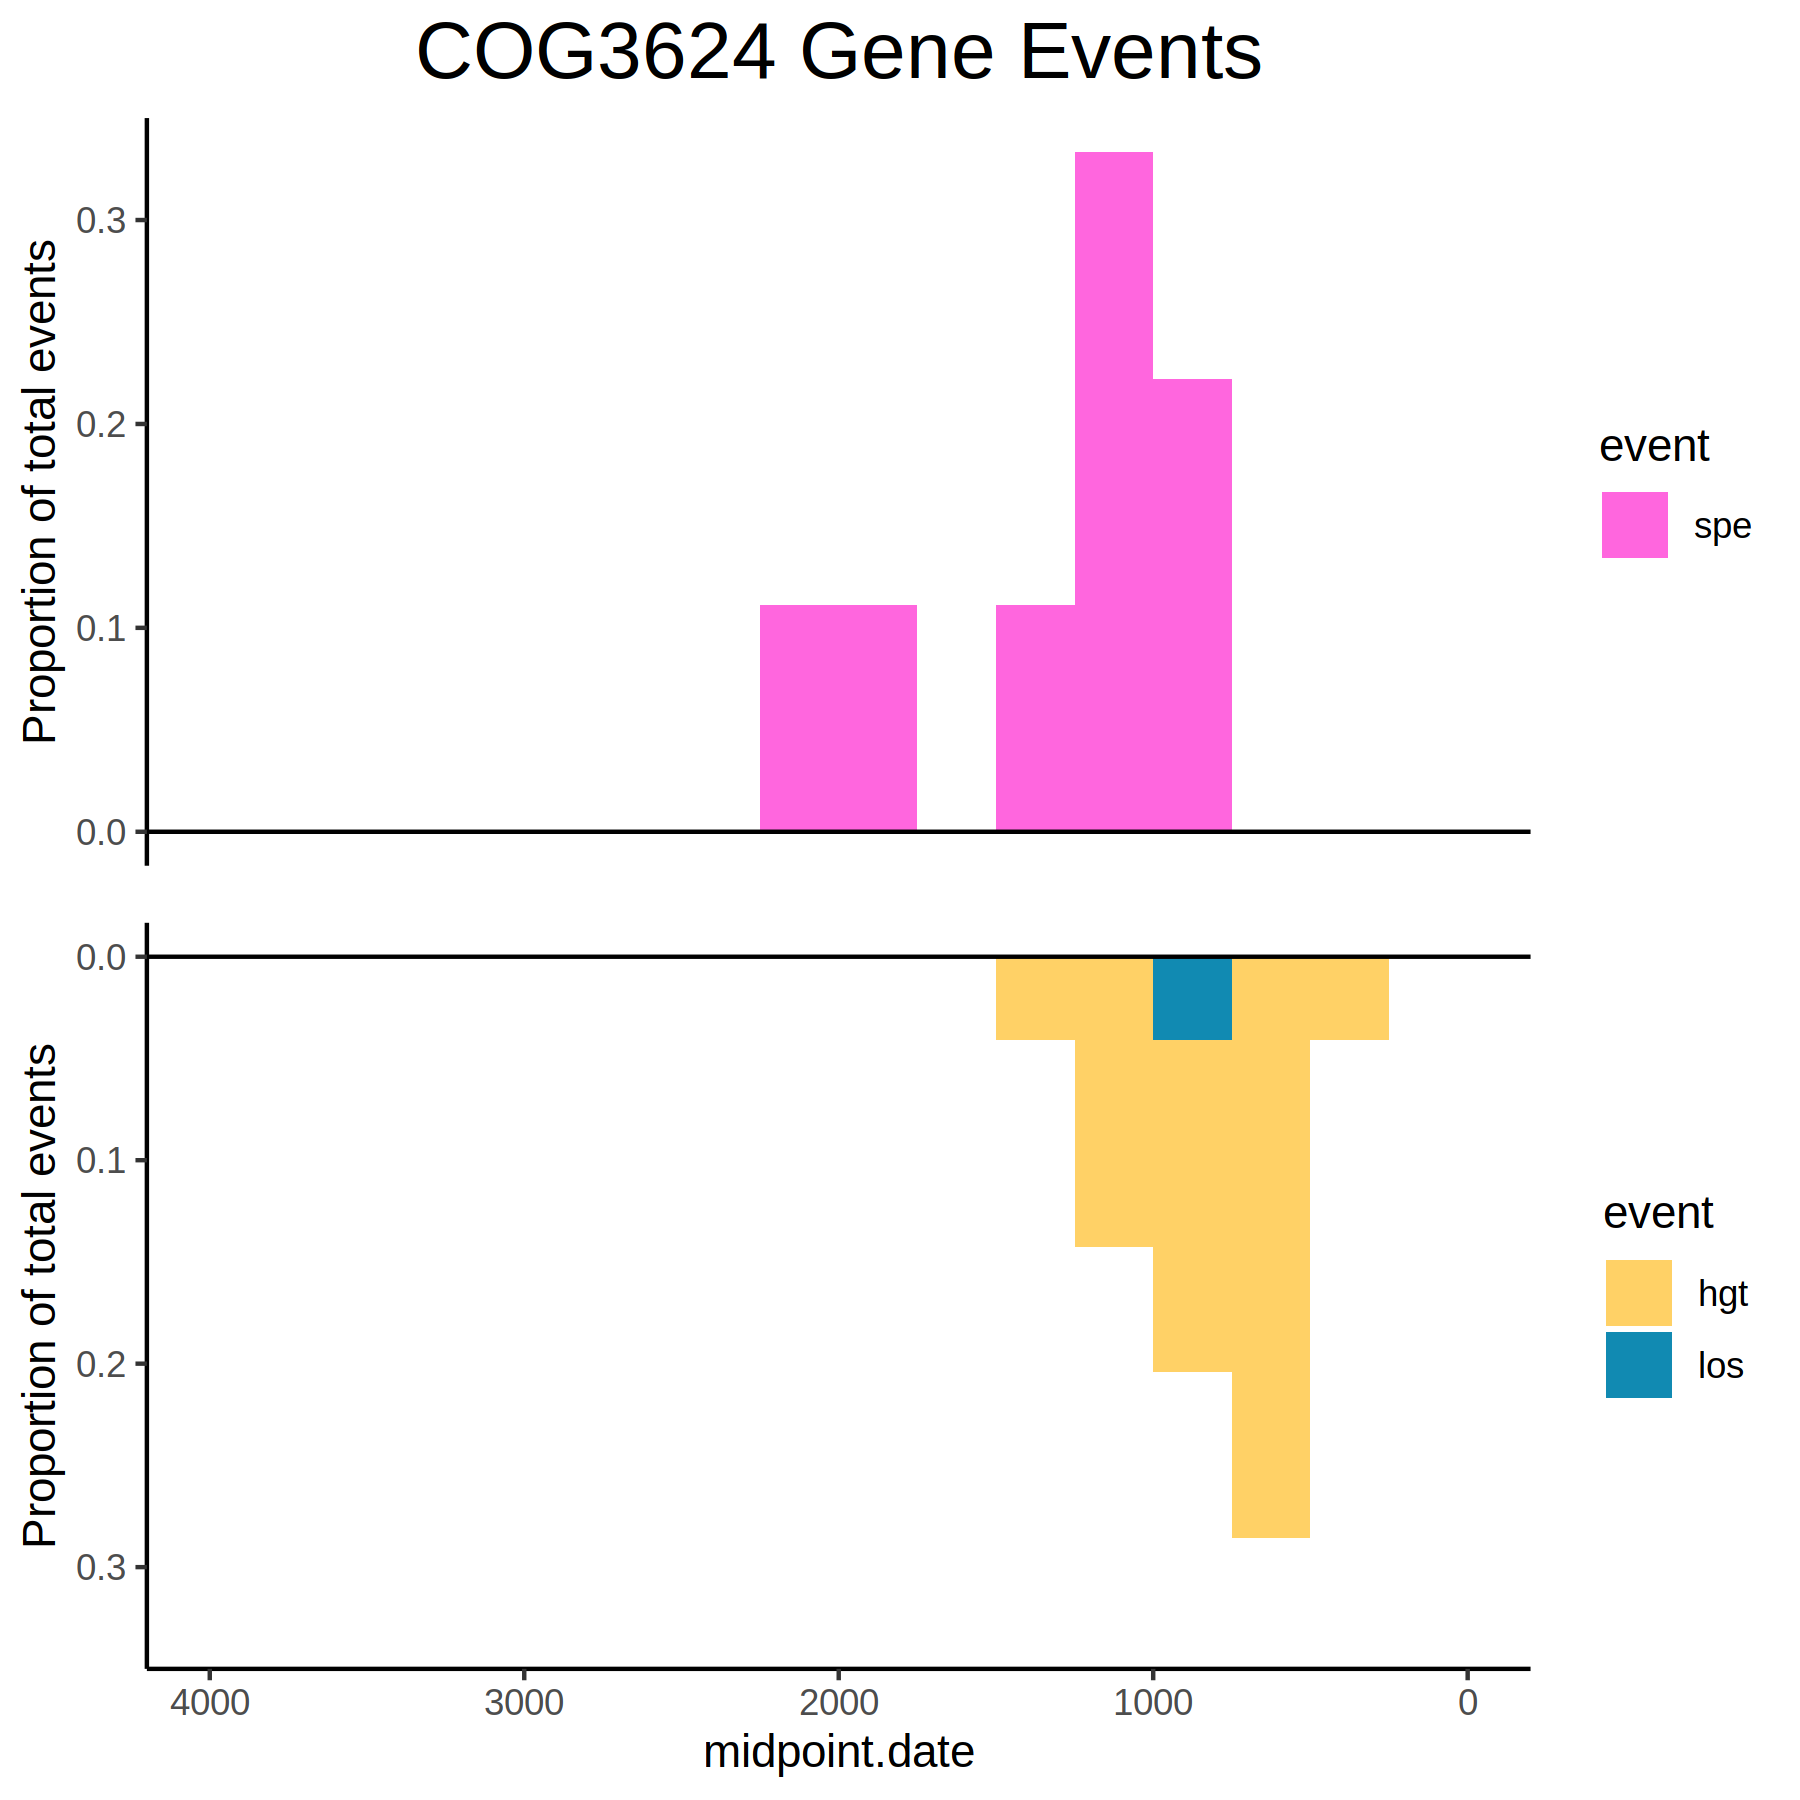 COG3624 Gene Events
Proportion of total events
0.3
0.2
0.1
0.0
event
spe
Proportion of total events
0.0
0.1
0.2
0.3
event
hgt
los
4000 3000 2000 1000 0
midpoint.date